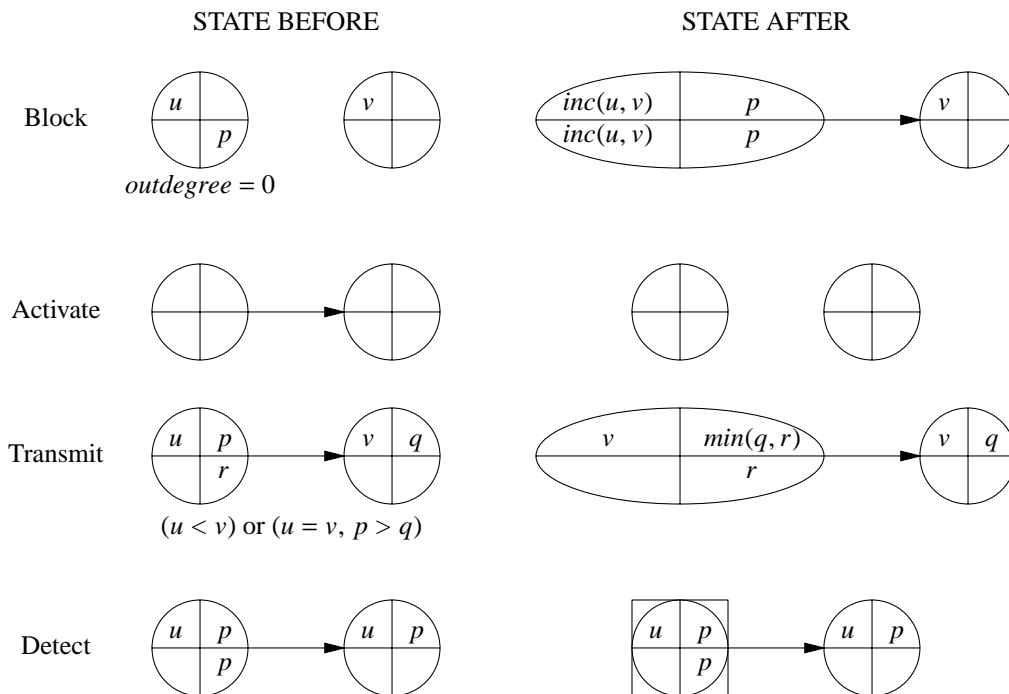 STATE BEFORE STATE AFTER
Block
u p
v
outdegree = 0
inc(u, v) p
inc(u, v) p
v
Activate
Transmit
u p
r
v q
(u < v) or (u = v, p > q)
v min(q, r)
r
v q
Detect
u p
p
u p
u p
p
u p